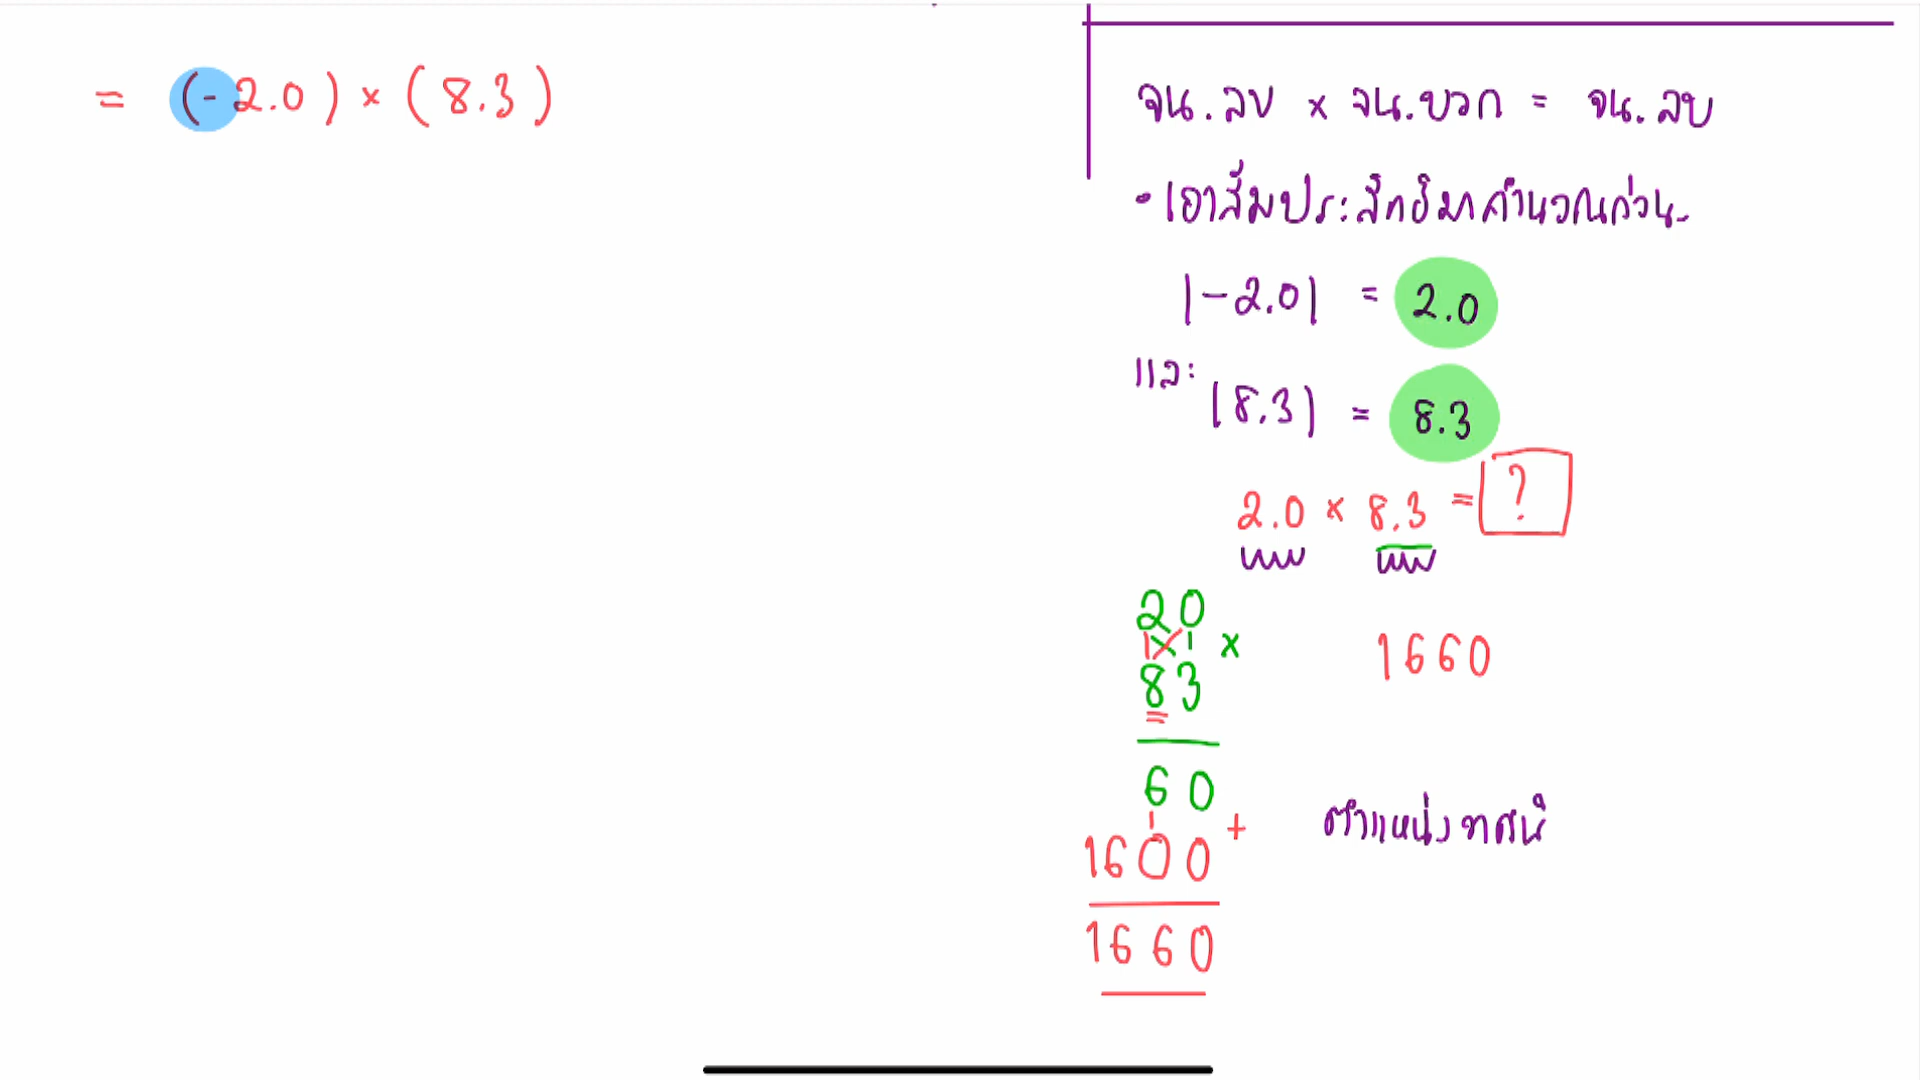 = (-2.0) × (8.3)
จน.ลบ × จน.บวก = จน.ลบ
• เอาสัมประสิทธิ์มาคำนวณก่อน
|-2.0| = 2.0
และ |8.3| = 8.3
2.0 × 8.3 = ?
20
×
83
60
+
1600
1660
1660
ตำแหน่งทศนิ